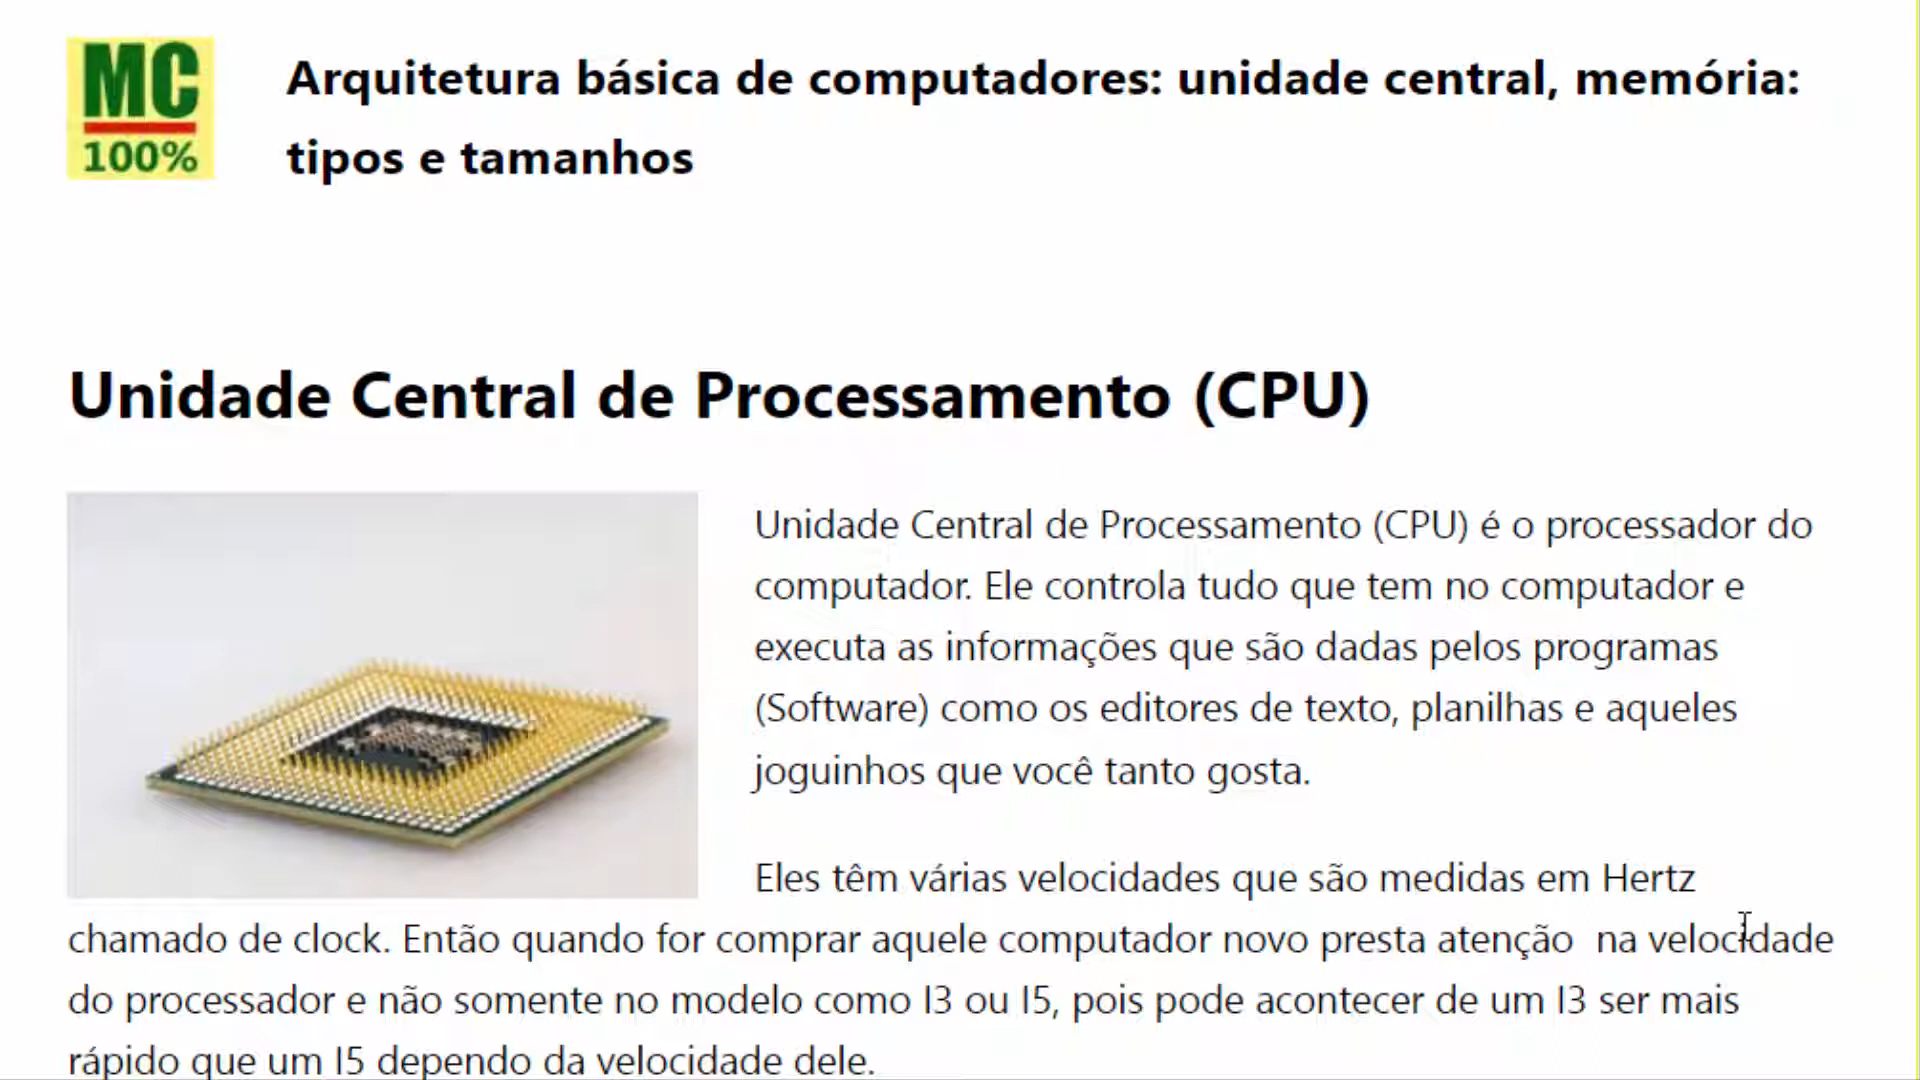 MC
100%
Arquitetura básica de computadores: unidade central, memória:
tipos e tamanhos
Unidade Central de Processamento (CPU)
Unidade Central de Processamento (CPU) é o processador do
computador. Ele controla tudo que tem no computador e
executa as informações que são dadas pelos programas
(Software) como os editores de texto, planilhas e aqueles
joguinhos que você tanto gosta.
Eles têm várias velocidades que são medidas em Hertz
chamado de clock. Então quando for comprar aquele computador novo presta atenção  na velocidade
do processador e não somente no modelo como I3 ou I5, pois pode acontecer de um I3 ser mais
rápido que um I5 dependo da velocidade dele.